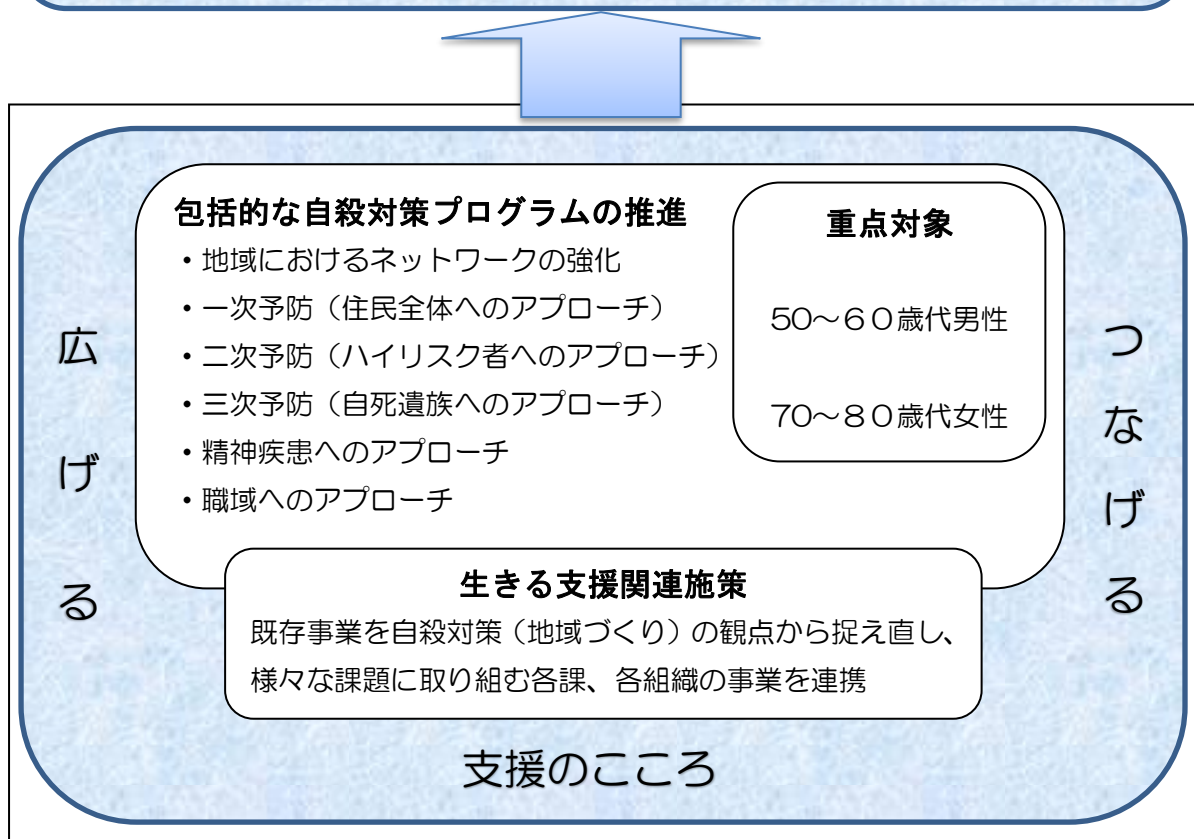 包括的な自殺対策プログラムの推進
・地域におけるネットワークの強化
・一次予防（住民全体へのアプローチ）
・二次予防（ハイリスク者へのアプローチ）
・三次予防（自死遺族へのアプローチ）
・精神疾患へのアプローチ
・職域へのアプローチ
重点対象
50～６０歳代男性
70～８０歳代女性
広げる
つなげる
生きる支援関連施策
既存事業を自殺対策（地域づくり）の観点から捉え直し、
様々な課題に取り組む各課、各組織の事業を連携
支援のこころ